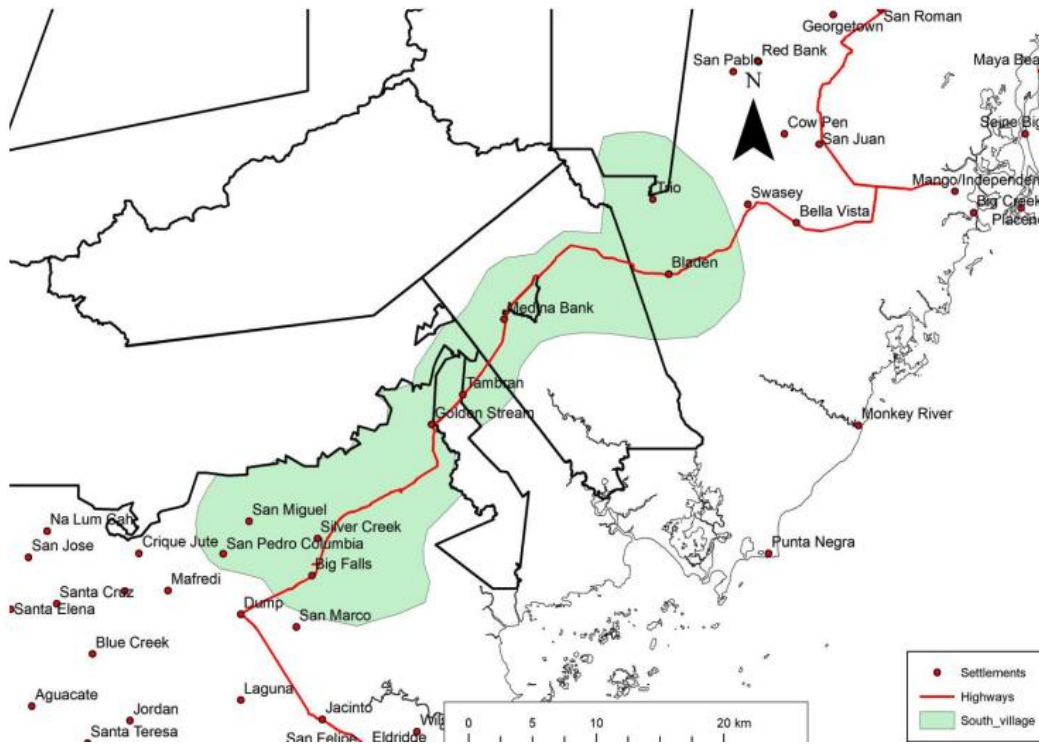 San Roman
Georgetown
San Pablo
Red Bank
Maya Bea
N
Cow Pen
Seine Big
San Juan
Trio
Mango/Independen
Swasey
Big Creek
Bella Vista
Placenc
Bladen
Medina Bank
Tambran
Golden Stream
Monkey River
San Miguel
Na Lum Cah
Silver Creek
San Jose
Crique Jute
San Pedro Columbia
Punta Negra
Big Falls
Santa Cruz
Mafredi
Santa Elena
Dump
San Marco
Blue Creek
Settlements
Highways
Aguacate
Laguna
Jordan
Jacinto
South_village
Santa Teresa
San Felipe
Eldridge
0 5 10 20 km